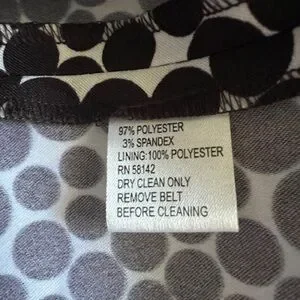 97% POLYESTER
3% SPANDEX
LINING:100% POLYESTER
RN 58142
DRY CLEAN ONLY
REMOVE BELT
BEFORE CLEANING